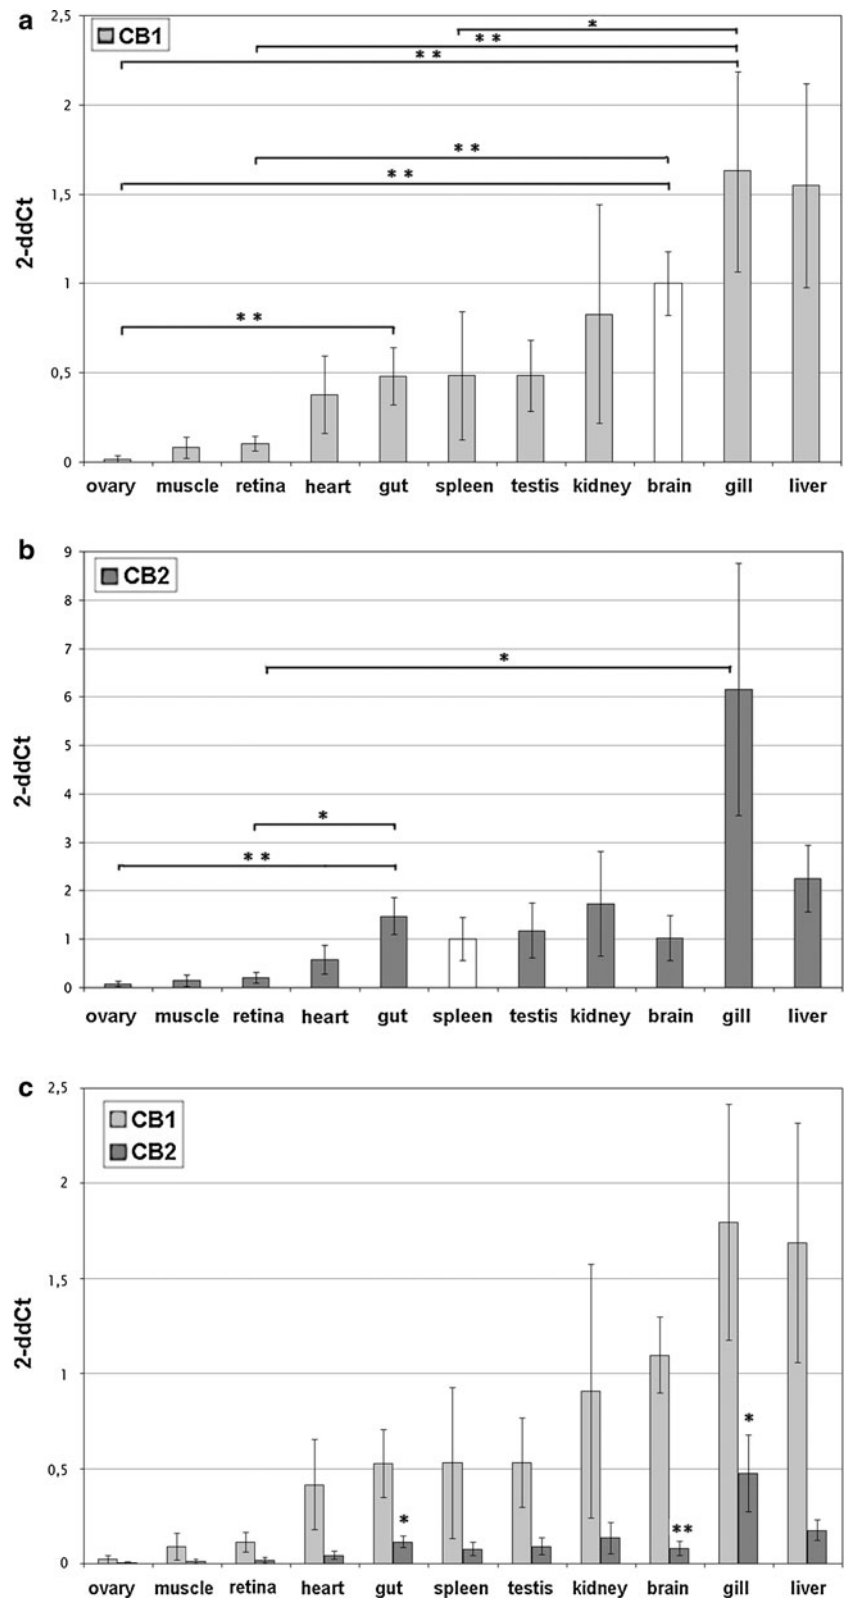 a
2,5
CB1
*
* *
* *
2
* *
* *
1,5
2-ddCt
1
* *
0,5
0
ovary muscle retina heart gut spleen testis kidney brain gill liver
b
9
CB2
8
7
*
6
5
2-ddCt
4
*
3
* *
2
1
0
ovary muscle retina heart gut spleen testis kidney brain gill liver
c
2,5
CB1
CB2
2
1,5
2-ddCt
1
*
0,5
*
**
0
ovary muscle retina heart gut spleen testis kidney brain gill liver